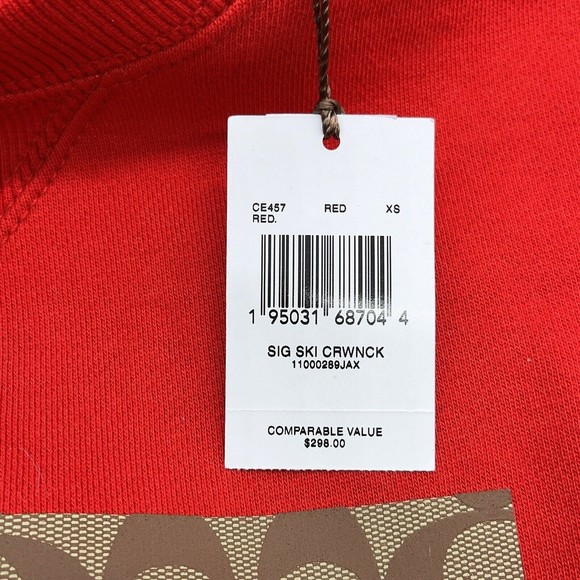 CE457 RED XS
RED.
1 95031 68704 4
SIG SKI CRWNCK
11000289JAX
COMPARABLE VALUE
$298.00